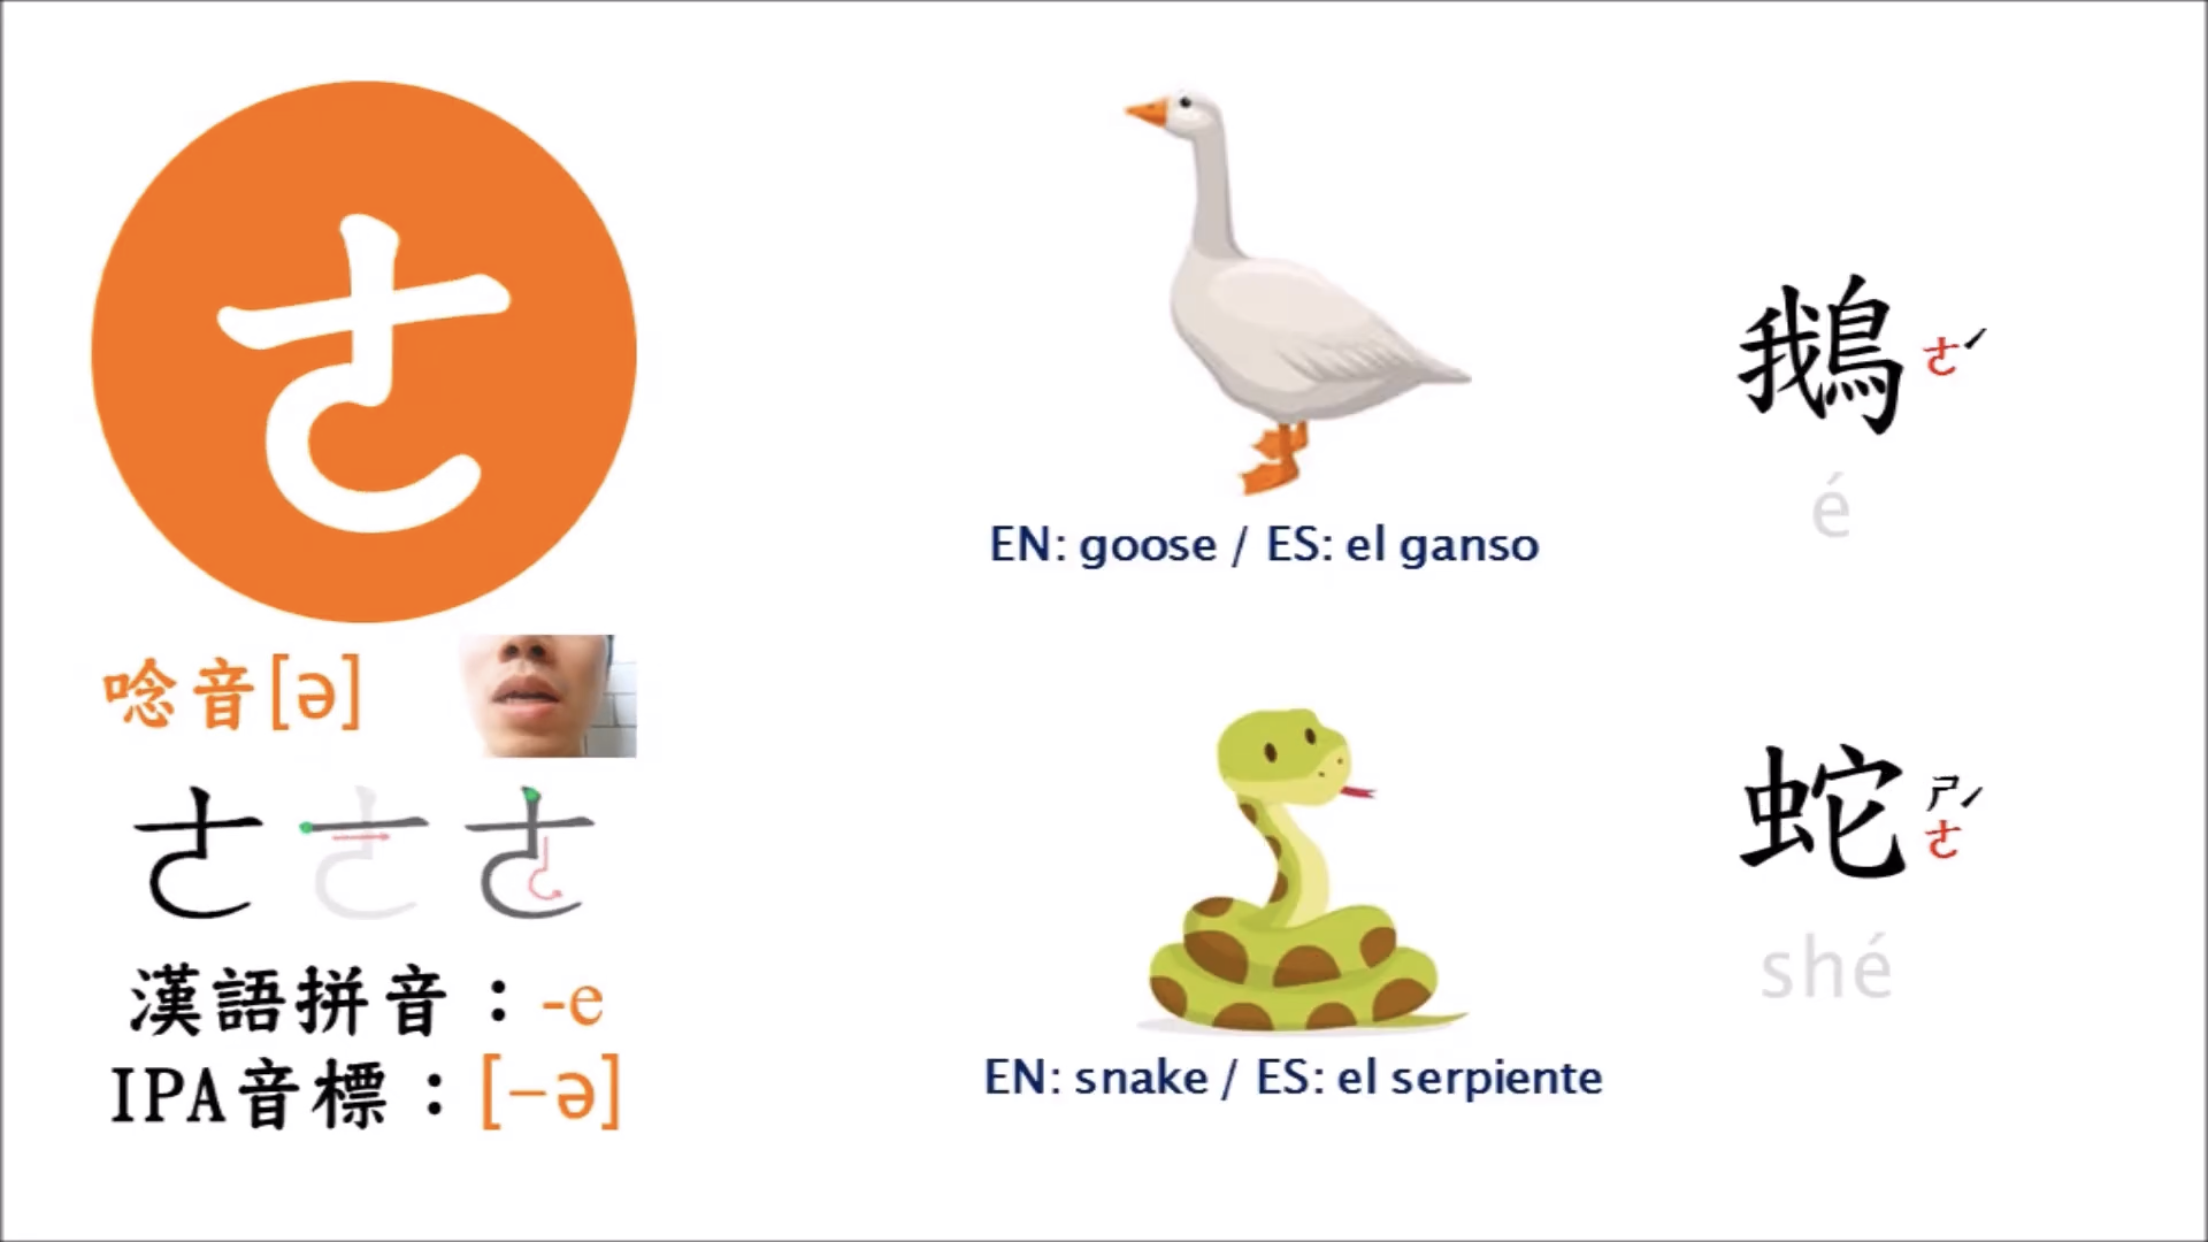 ㄜ
唸音[ə]
ㄜ ㄜ ㄜ
漢語拼音：-e
IPA音標：[-ə]
EN: goose / ES: el ganso
鵝 ㄜˊ
é
EN: snake / ES: el serpiente
蛇 ㄕㄜˊ
shé